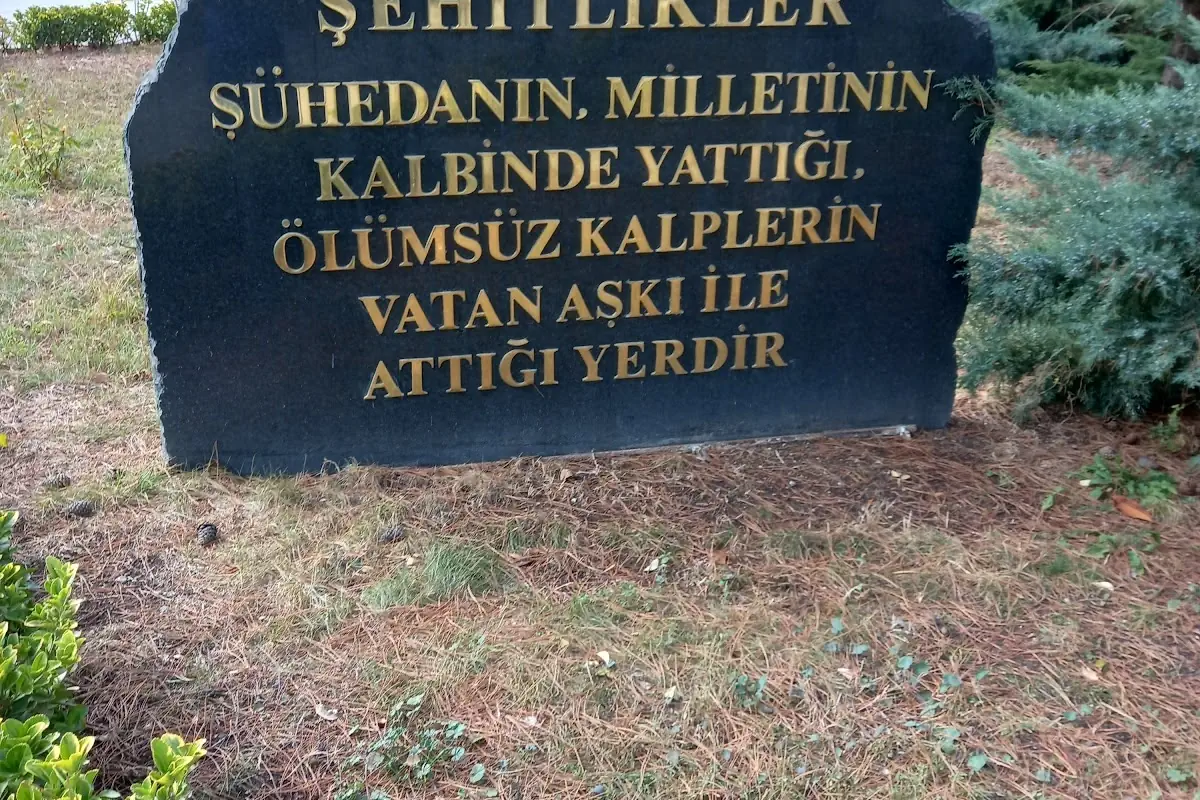 ŞEHİTLİKLER
ŞÜHEDANIN, MİLLETİNİN
KALBİNDE YATTIĞI,
ÖLÜMSÜZ KALPLERİN
VATAN AŞKI İLE
ATTIĞI YERDİR